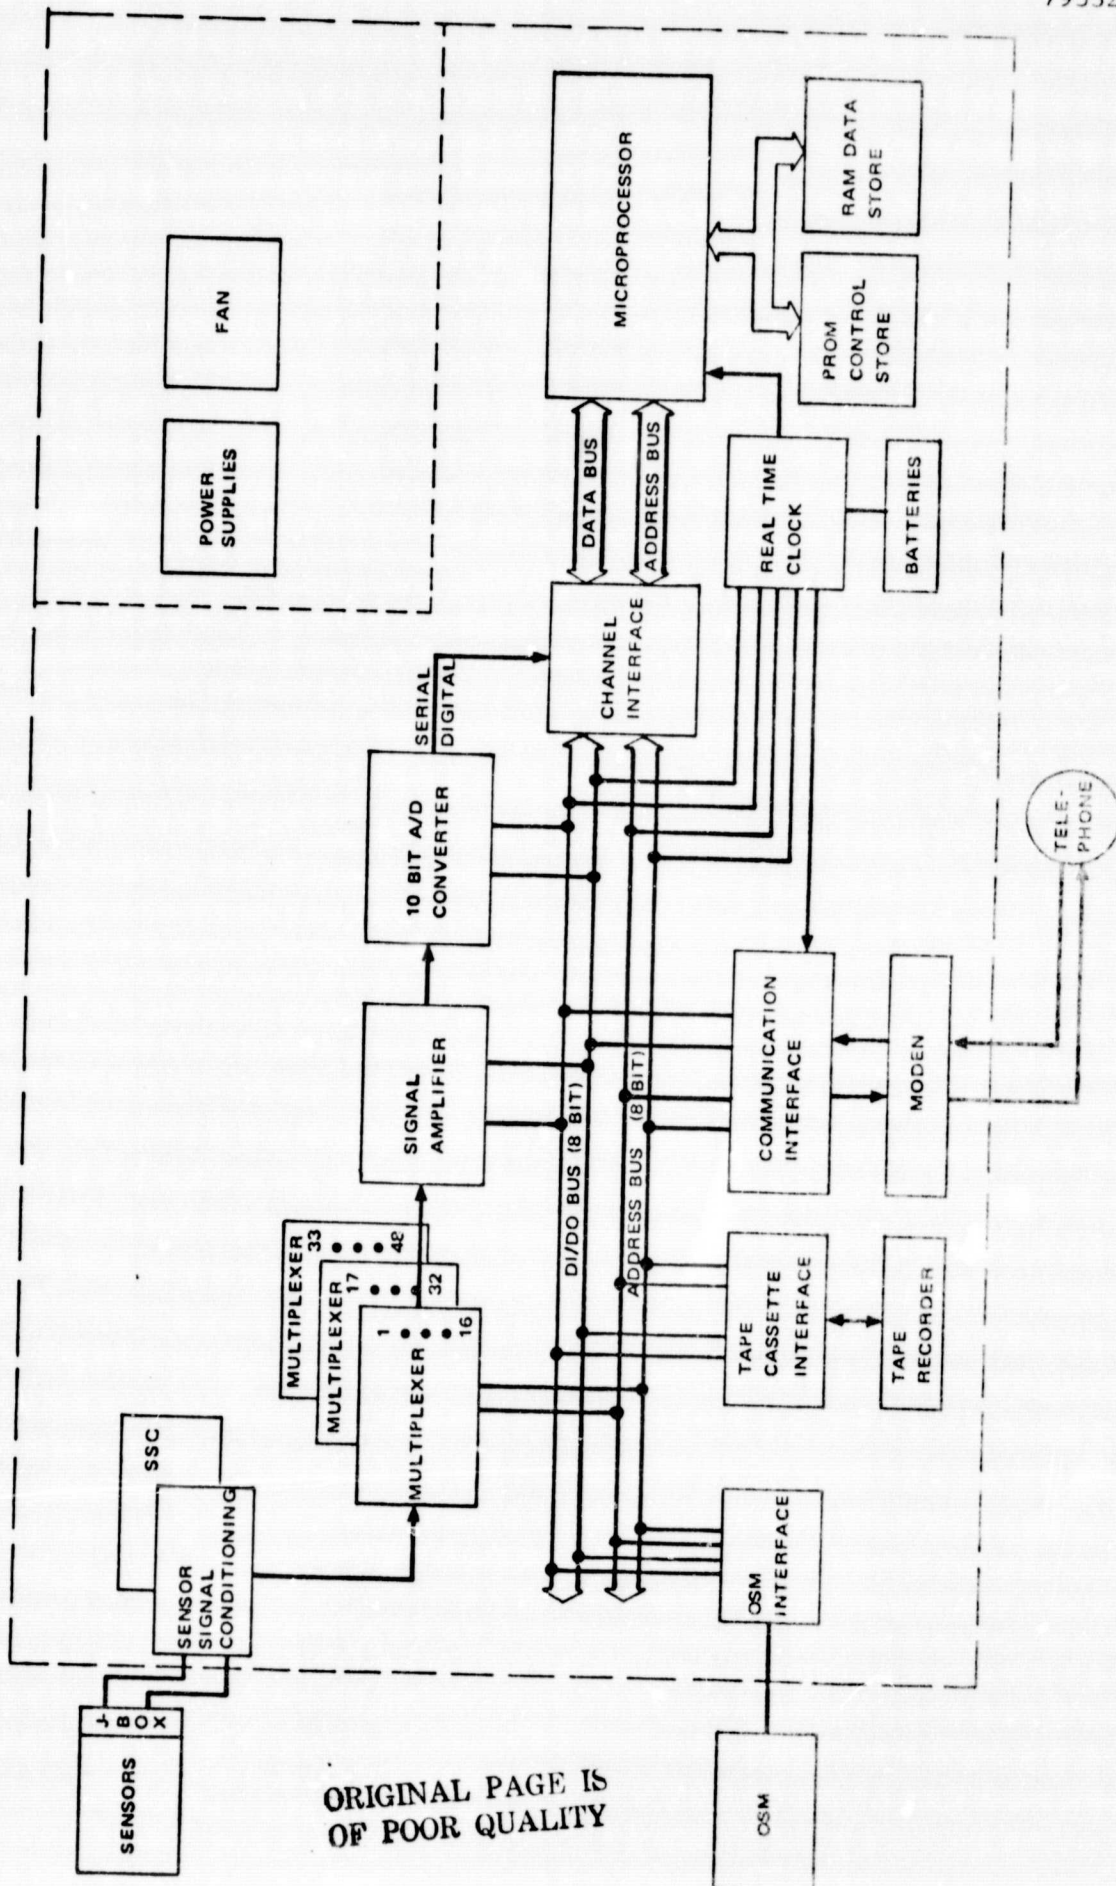 79332
FAN
POWER
SUPPLIES
MICROPROCESSOR
RAM DATA
STORE
PROM
CONTROL
STORE
DATA BUS
ADDRESS BUS
REAL TIME
CLOCK
BATTERIES
CHANNEL
INTERFACE
SERIAL
DIGITAL
10 BIT A/D
CONVERTER
SIGNAL
AMPLIFIER
DI/DO BUS (8 BIT)
ADDRESS BUS (8 BIT)
COMMUNICATION
INTERFACE
MODEN
TELE-
PHONE
MULTIPLEXER
33
48
MULTIPLEXER
17
32
MULTIPLEXER
1
16
TAPE
CASSETTE
INTERFACE
TAPE
RECORDER
SSC
SENSOR
SIGNAL
CONDITIONING
OSM
INTERFACE
SENSORS
J-
B
O
X
OSM
ORIGINAL PAGE IS
OF POOR QUALITY